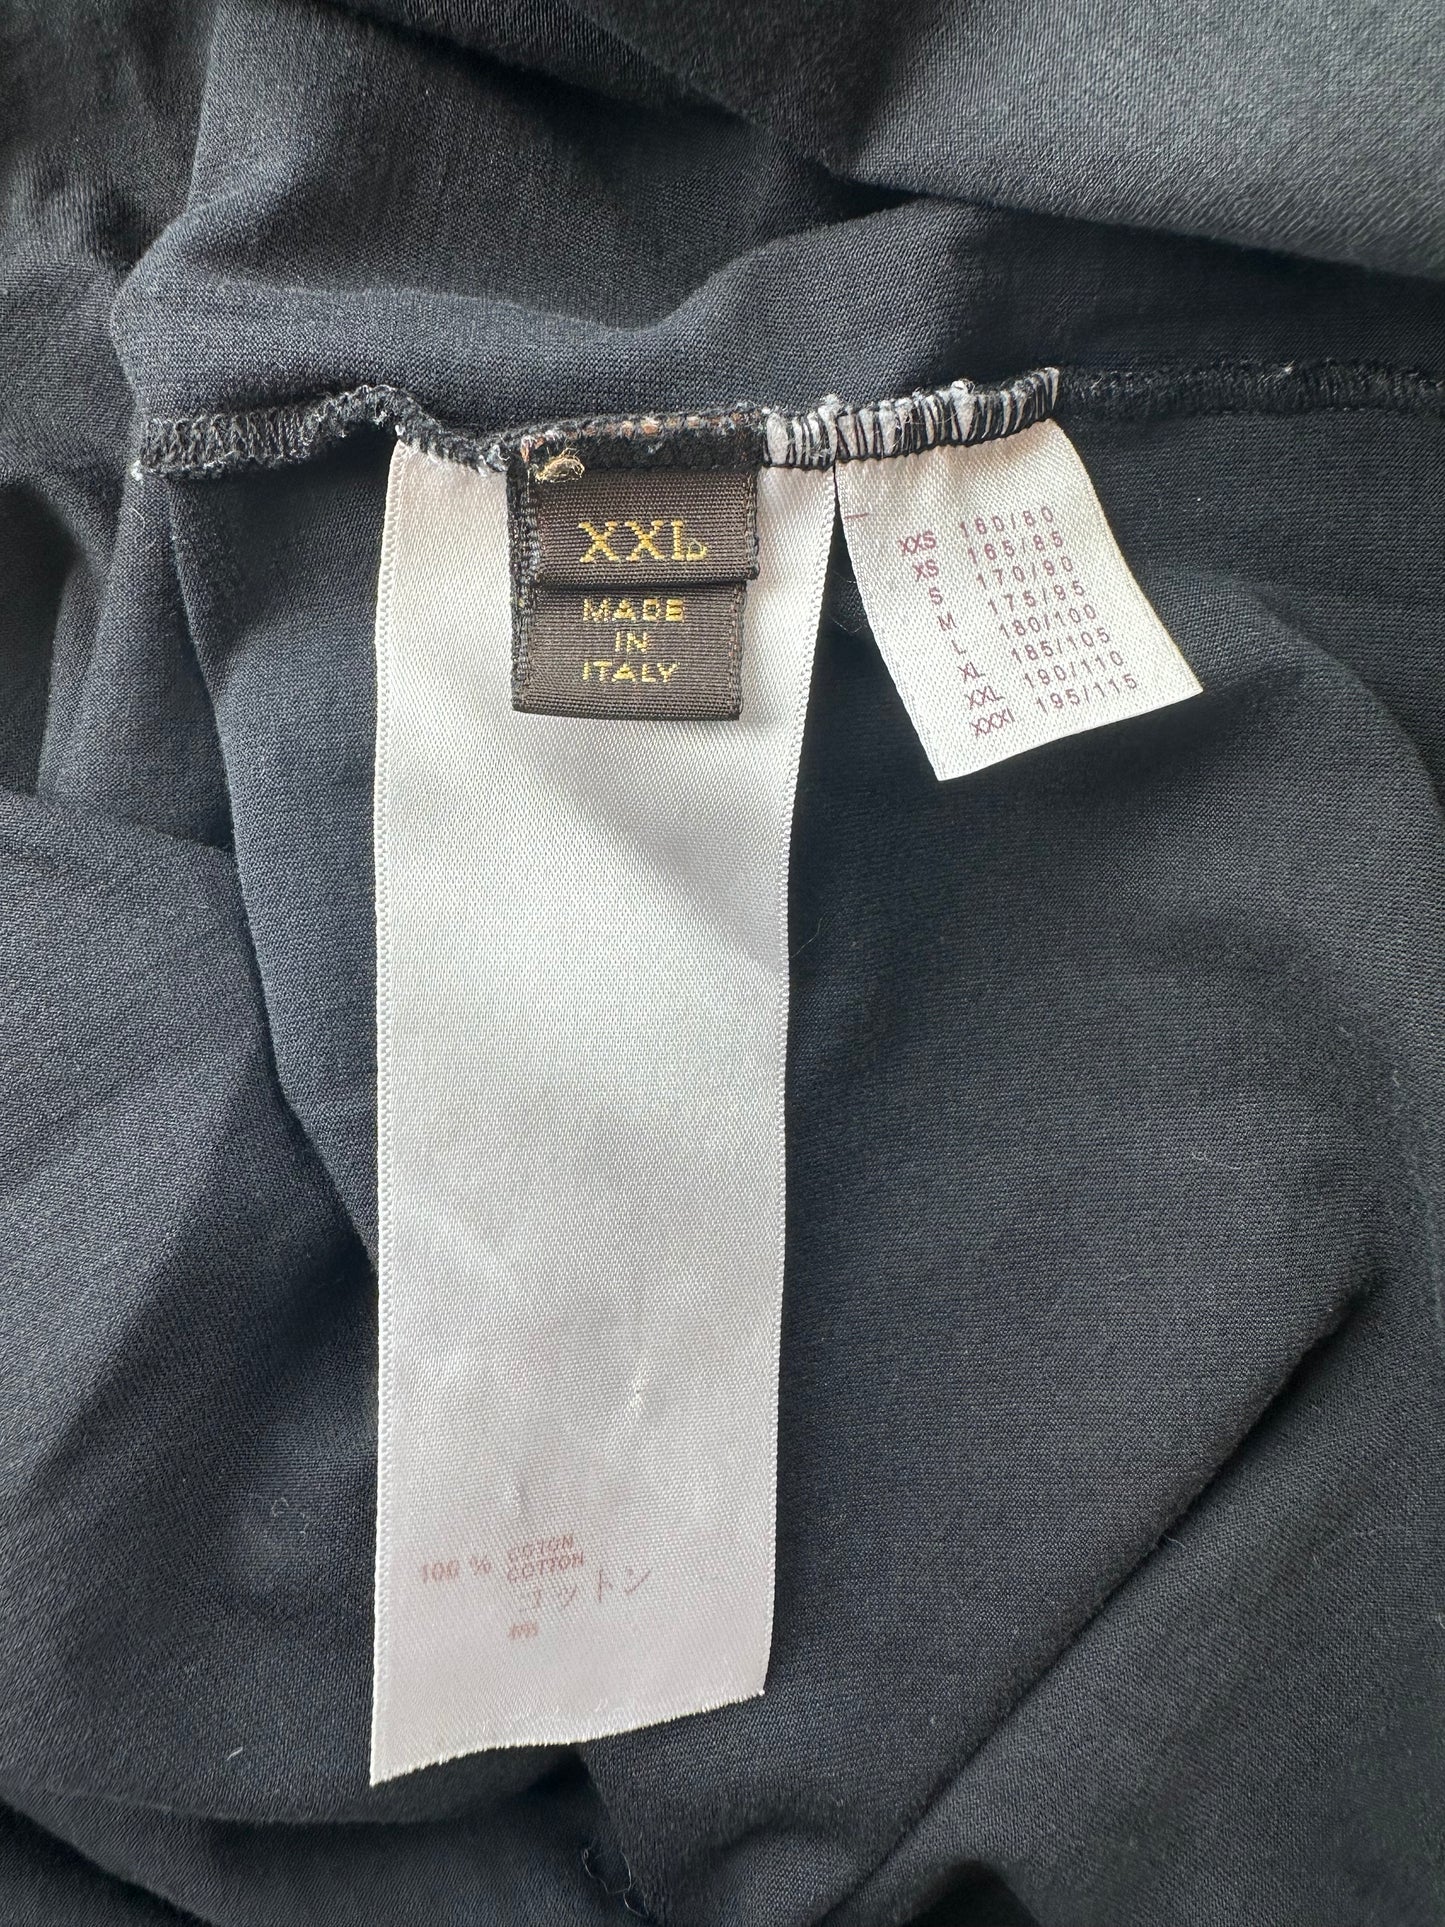 XXL
MADE
IN
ITALY
XXS 160/80
XS 165/85
S 170/90
M 175/95
L 180/100
XL 185/105
XXL 190/110
XXXl 195/115
COTON
100 % COTTON
コットン
棉